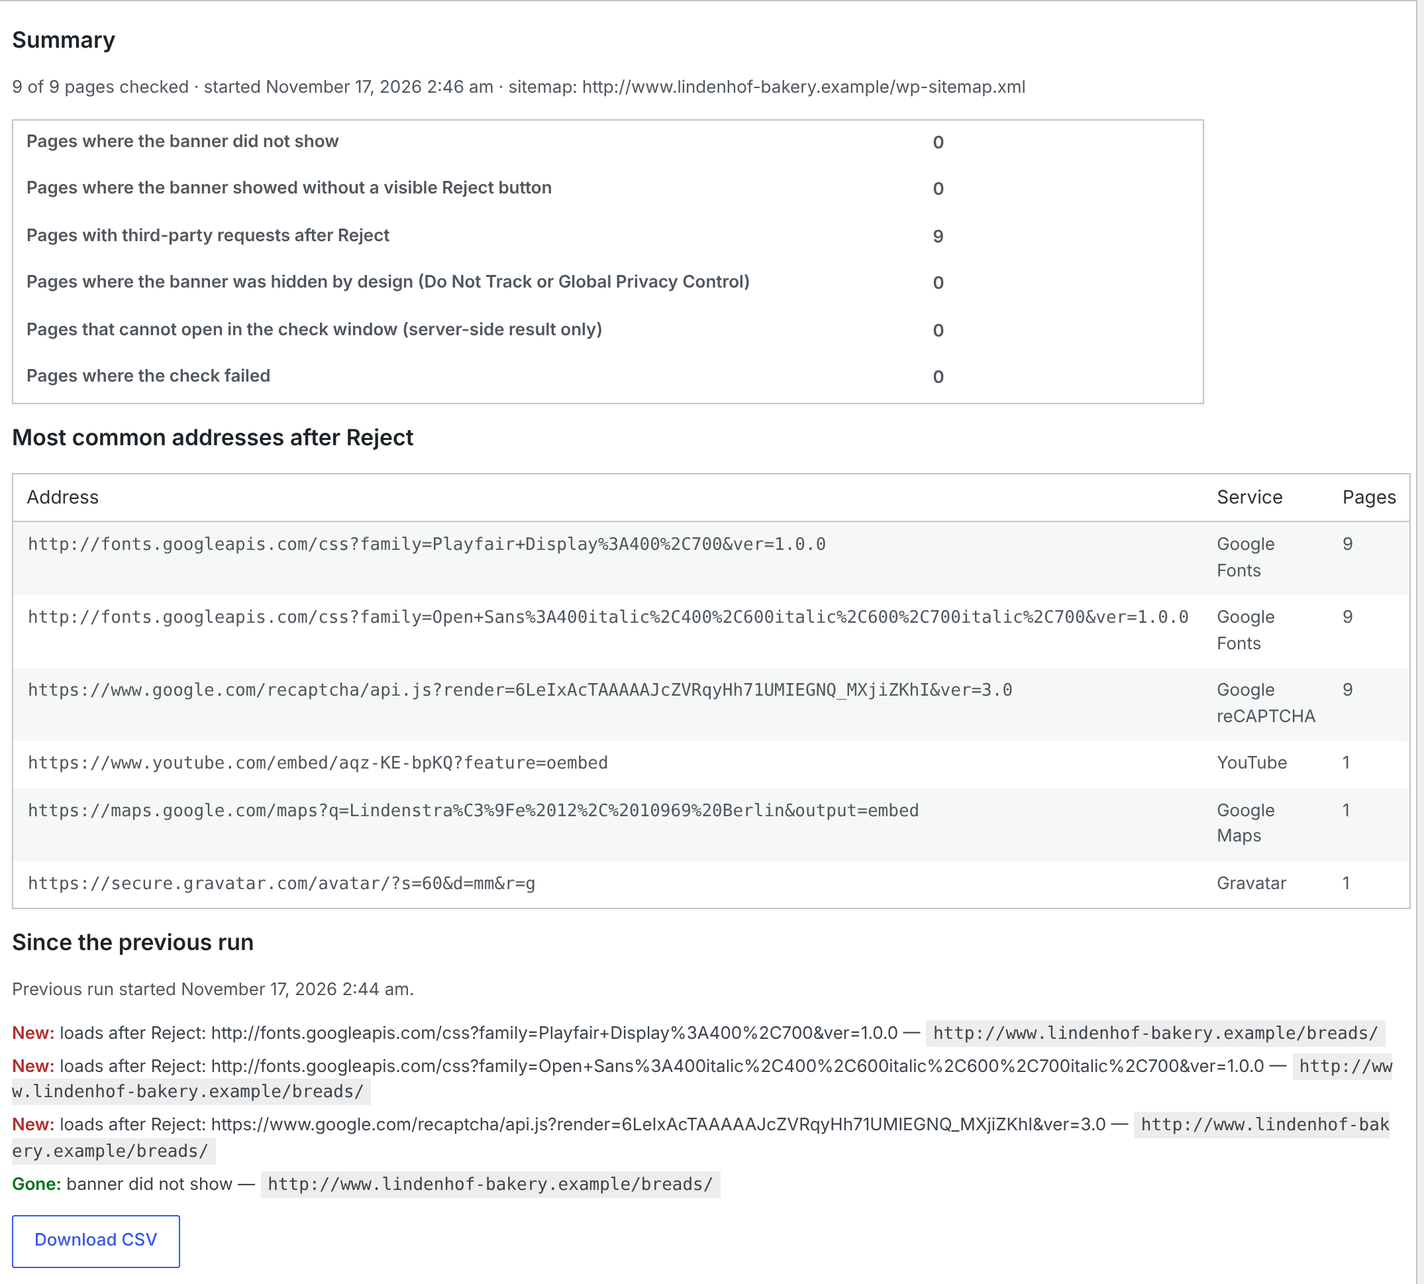 Summary
9 of 9 pages checked · started November 17, 2026 2:46 am · sitemap: http://www.lindenhof-bakery.example/wp-sitemap.xml
Pages where the banner did not show 0
Pages where the banner showed without a visible Reject button 0
Pages with third-party requests after Reject 9
Pages where the banner was hidden by design (Do Not Track or Global Privacy Control) 0
Pages that cannot open in the check window (server-side result only) 0
Pages where the check failed 0
Most common addresses after Reject
Address Service Pages
http://fonts.googleapis.com/css?family=Playfair+Display%3A400%2C700&ver=1.0.0 Google 9
Fonts
http://fonts.googleapis.com/css?family=Open+Sans%3A400italic%2C400%2C600italic%2C600%2C700italic%2C700&ver=1.0.0 Google 9
Fonts
https://www.google.com/recaptcha/api.js?render=6LeIxAcTAAAAAJcZVRqyHh71UMIEGNQ_MXjiZKhI&ver=3.0 Google 9
reCAPTCHA
https://www.youtube.com/embed/aqz-KE-bpKQ?feature=oembed YouTube 1
https://maps.google.com/maps?q=Lindenstra%C3%9Fe%2012%2C%2010969%20Berlin&output=embed Google 1
Maps
https://secure.gravatar.com/avatar/?s=60&d=mm&r=g Gravatar 1
Since the previous run
Previous run started November 17, 2026 2:44 am.
New: loads after Reject: http://fonts.googleapis.com/css?family=Playfair+Display%3A400%2C700&ver=1.0.0 — http://www.lindenhof-bakery.example/breads/
New: loads after Reject: http://fonts.googleapis.com/css?family=Open+Sans%3A400italic%2C400%2C600italic%2C600%2C700italic%2C700&ver=1.0.0 — http://ww
w.lindenhof-bakery.example/breads/
New: loads after Reject: https://www.google.com/recaptcha/api.js?render=6LeIxAcTAAAAAJcZVRqyHh71UMIEGNQ_MXjiZKhI&ver=3.0 — http://www.lindenhof-bak
ery.example/breads/
Gone: banner did not show — http://www.lindenhof-bakery.example/breads/
Download CSV